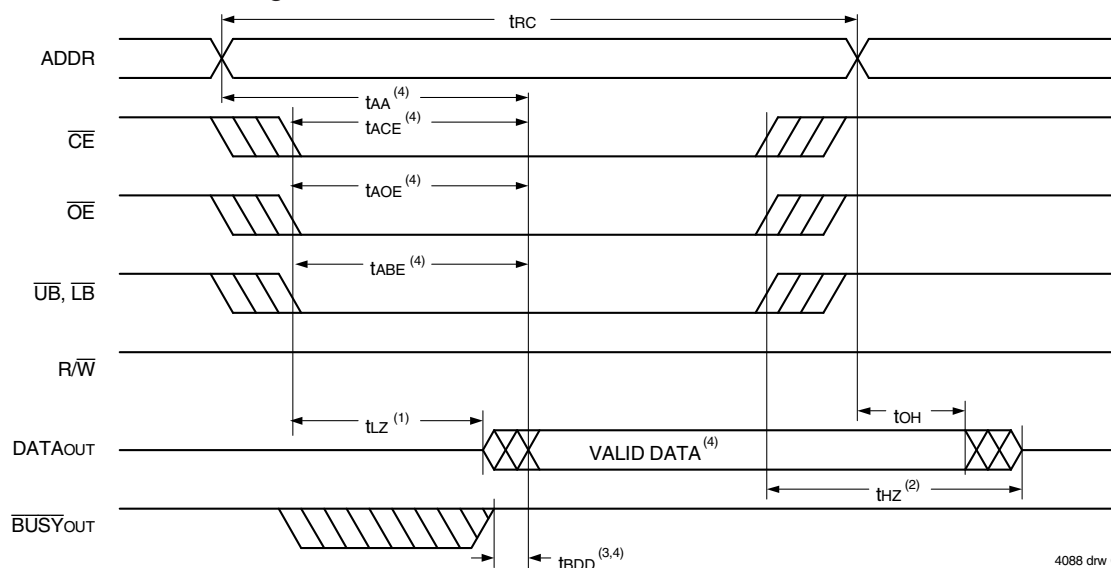 tRC
ADDR
tAA (4)
CE
tACE (4)
OE
tAOE (4)
UB, LB
tABE (4)
R/W
tLZ (1)
tOH
DATAOUT
VALID DATA (4)
tHZ (2)
BUSYOUT
tBDD (3,4)
4088 drw